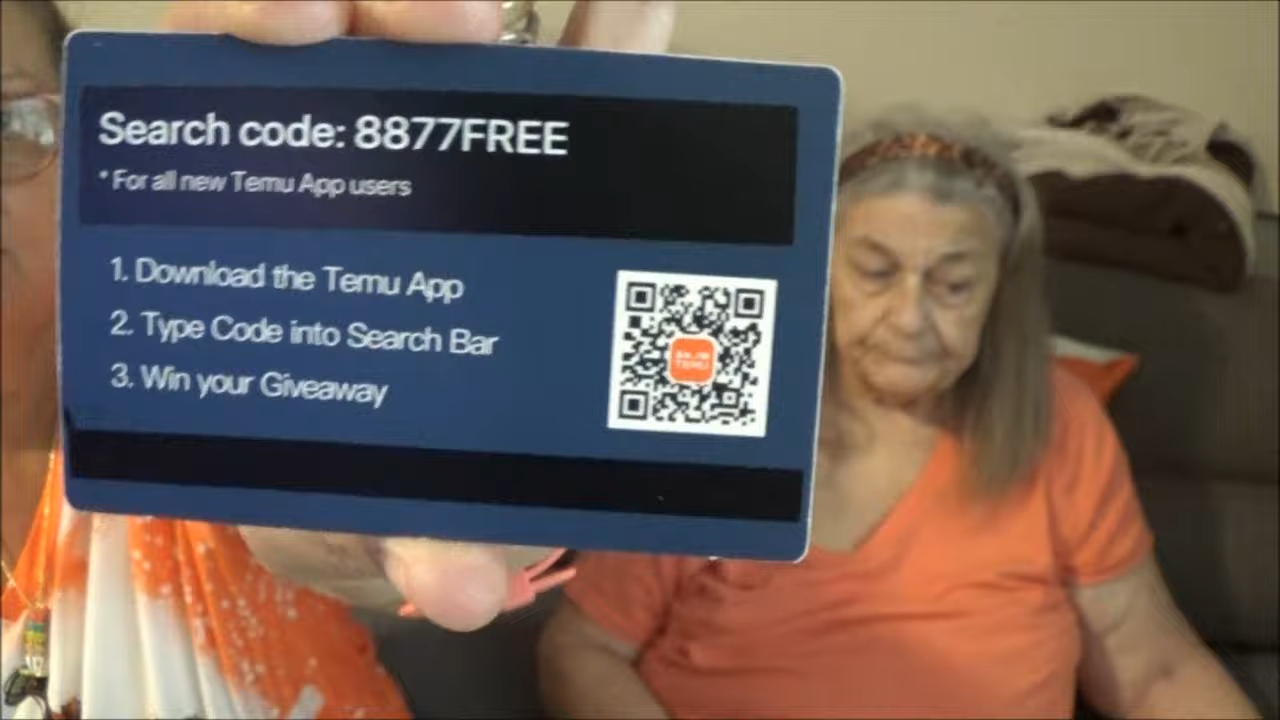 Search code: 8877FREE
* For all new Temu App users
1. Download the Temu App
2. Type Code into Search Bar
3. Win your Giveaway
TEMU